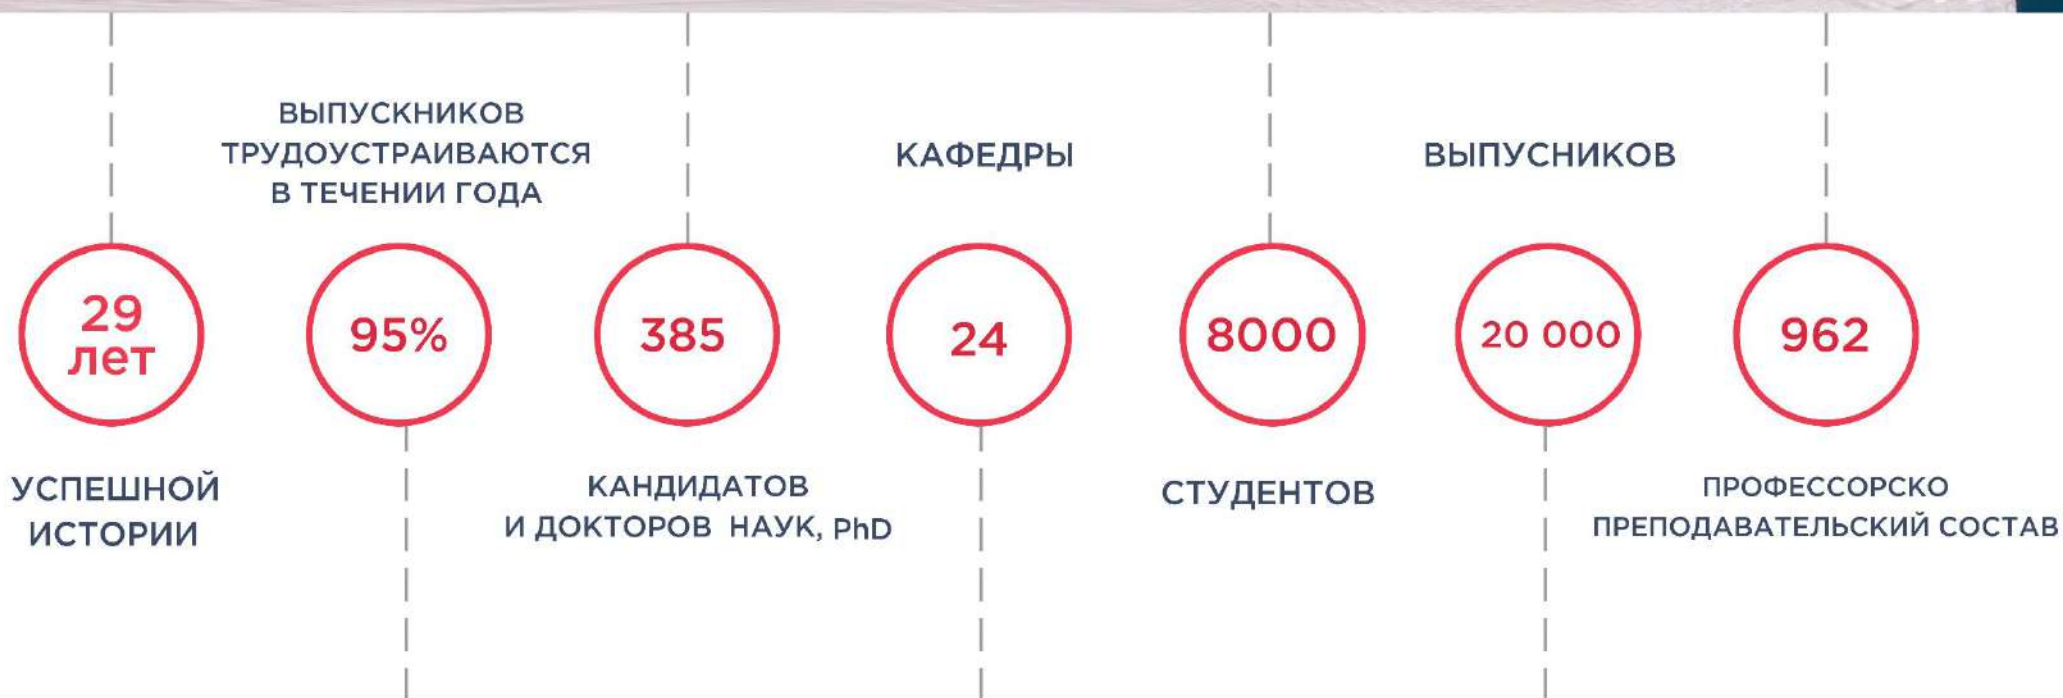 29
лет
УСПЕШНОЙ
ИСТОРИИ
ВЫПУСКНИКОВ
ТРУДОУСТРАИВАЮТСЯ
В ТЕЧЕНИИ ГОДА
95%
385
КАНДИДАТОВ
И ДОКТОРОВ НАУК, PhD
КАФЕДРЫ
24
8000
СТУДЕНТОВ
ВЫПУСНИКОВ
20 000
962
ПРОФЕССОРСКО
ПРЕПОДАВАТЕЛЬСКИЙ СОСТАВ